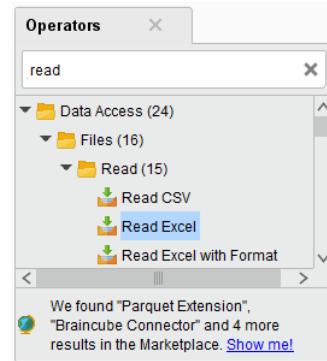 Operators
read
Data Access (24)
Files (16)
Read (15)
Read CSV
Read Excel
Read Excel with Format
We found "Parquet Extension",
"Braincube Connector" and 4 more
results in the Marketplace. Show me!